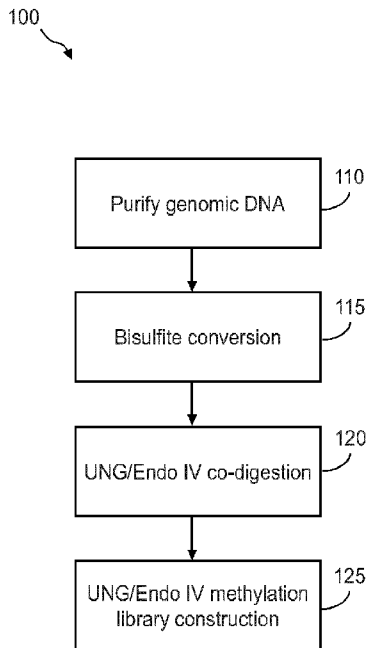 100
Purify genomic DNA
110
Bisulfite conversion
115
UNG/Endo IV co-digestion
120
UNG/Endo IV methylation
library construction
125